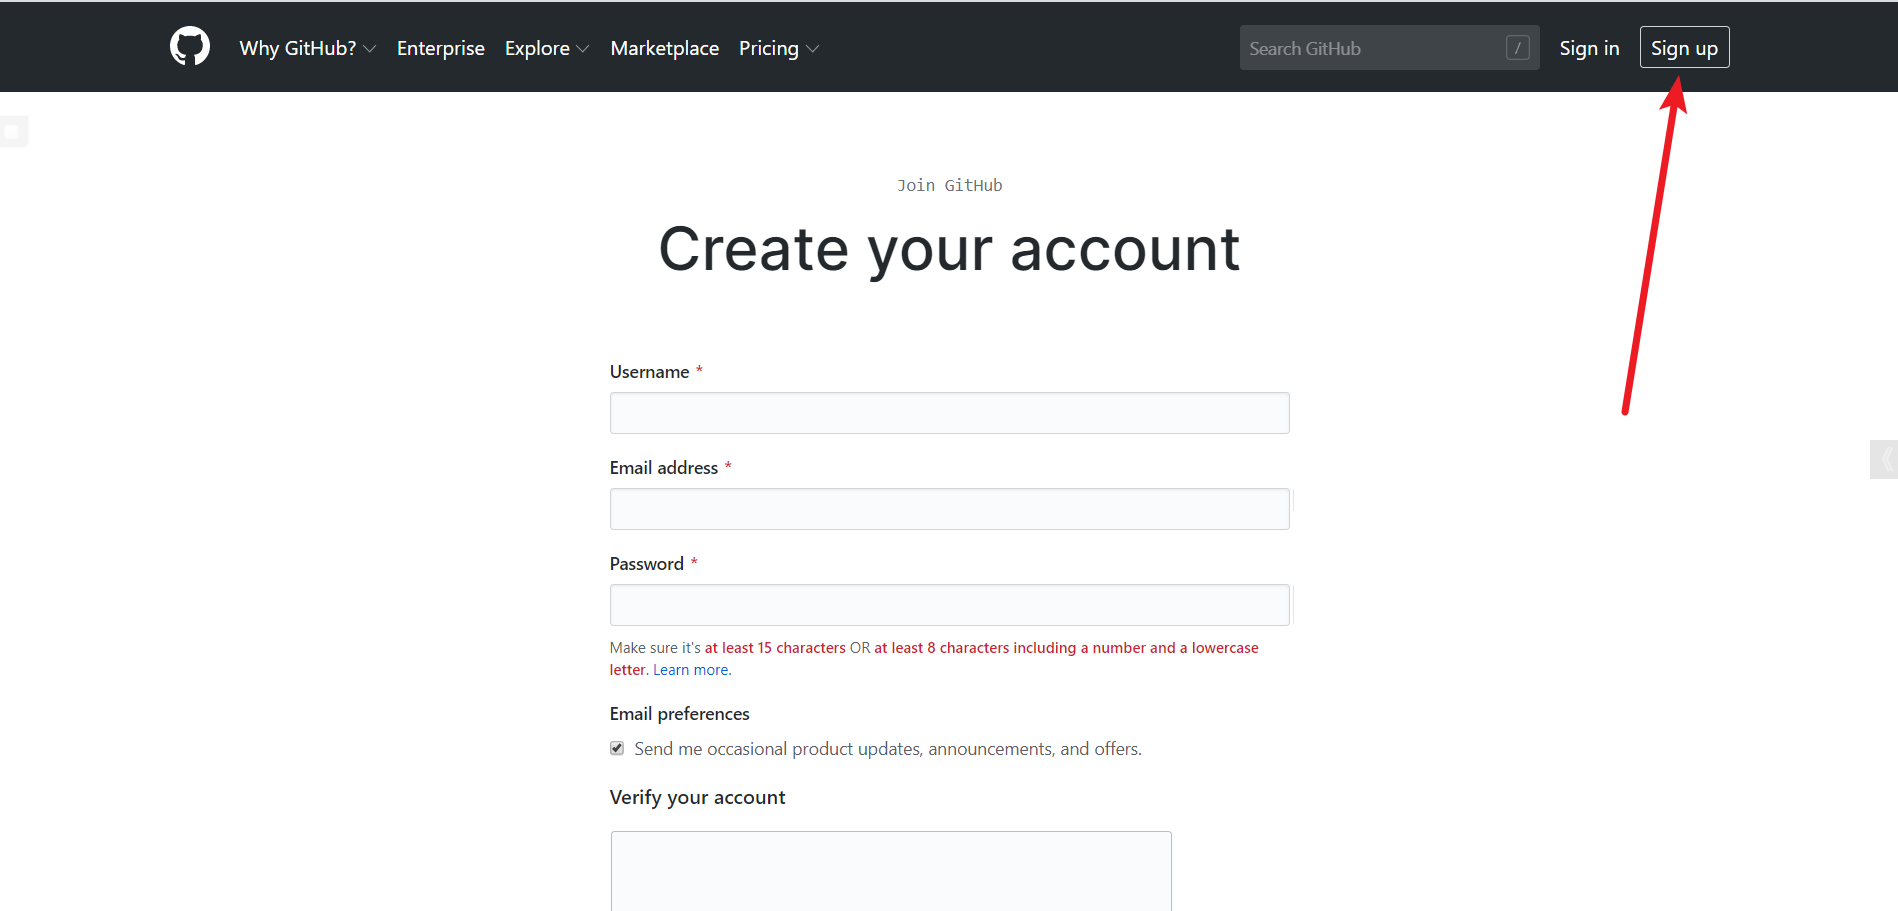 Why GitHub? Enterprise Explore Marketplace Pricing Search GitHub / Sign in Sign up
Join GitHub
Create your account
Username *
Email address *
Password *
Make sure it's at least 15 characters OR at least 8 characters including a number and a lowercase
letter. Learn more.
Email preferences
Send me occasional product updates, announcements, and offers.
Verify your account